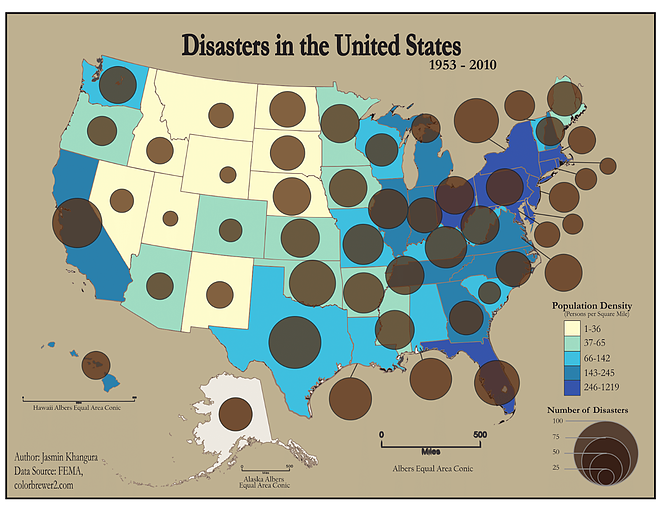 Disasters in the United States
1953 - 2010
Population Density
(Persons per Square Mile)
1-36
37-65
66-142
143-245
246-1219
Number of Disasters
100
75
50
25
Hawaii Albers Equal Area Conic
Author: Jasmin Khangura
Data Source: FEMA,
colorbrewer2.com
Alaska Albers
Equal Area Conic
0
500
Miles
Albers Equal Area Conic